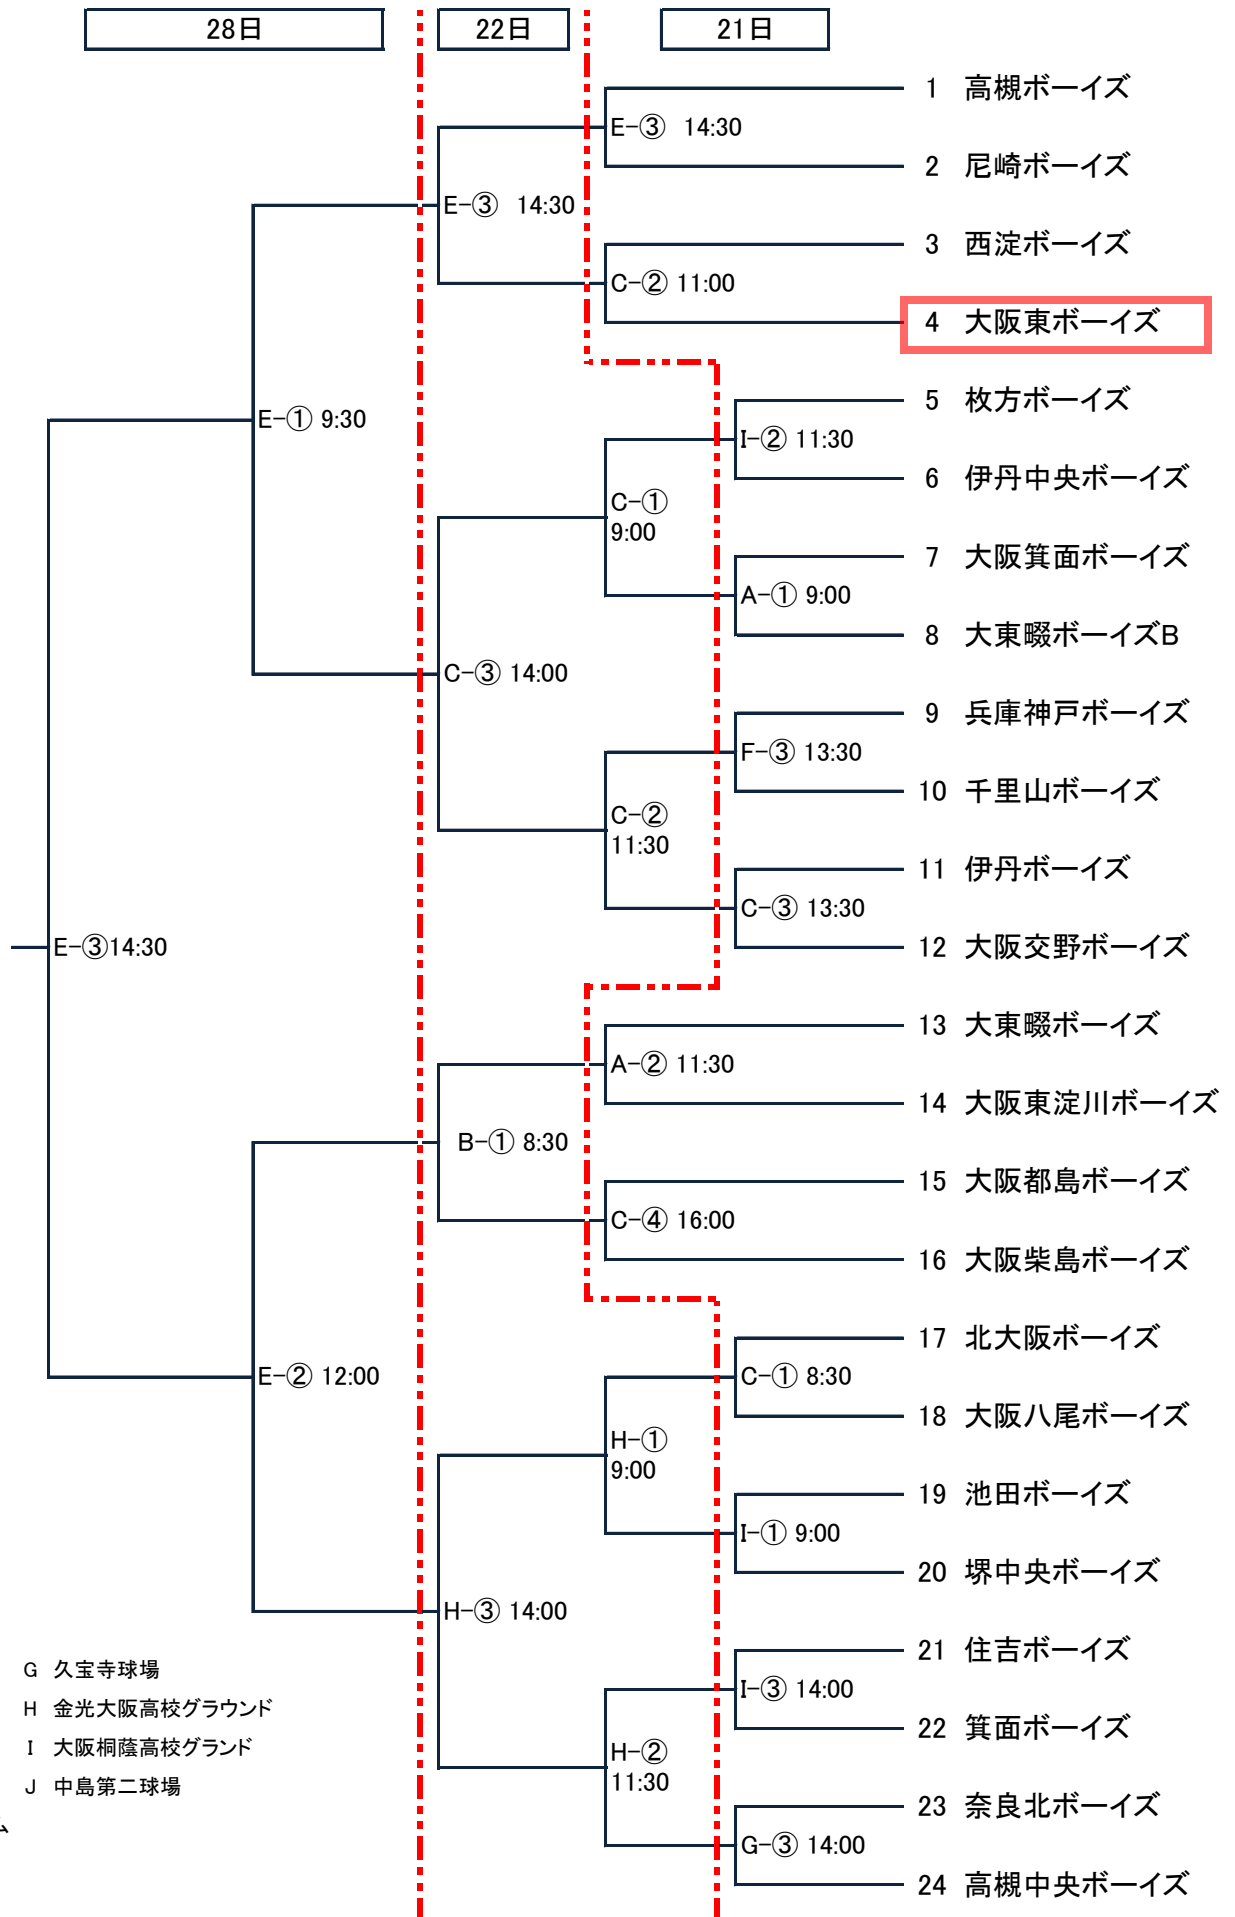 28日
22日
21日
1 高槻ボーイズ
E-③ 14:30
2 尼崎ボーイズ
E-③ 14:30
3 西淀ボーイズ
C-② 11:00
4 大阪東ボーイズ
5 枚方ボーイズ
E-① 9:30
I-② 11:30
6 伊丹中央ボーイズ
C-①
9:00
7 大阪箕面ボーイズ
A-① 9:00
8 大東畷ボーイズB
C-③ 14:00
9 兵庫神戸ボーイズ
F-③ 13:30
10 千里山ボーイズ
C-②
11:30
11 伊丹ボーイズ
C-③ 13:30
12 大阪交野ボーイズ
E-③14:30
13 大東畷ボーイズ
A-② 11:30
14 大阪東淀川ボーイズ
B-① 8:30
15 大阪都島ボーイズ
C-④ 16:00
16 大阪柴島ボーイズ
17 北大阪ボーイズ
E-② 12:00
C-① 8:30
18 大阪八尾ボーイズ
H-①
9:00
19 池田ボーイズ
I-① 9:00
20 堺中央ボーイズ
H-③ 14:00
21 住吉ボーイズ
I-③ 14:00
22 箕面ボーイズ
H-②
11:30
23 奈良北ボーイズ
G-③ 14:00
24 高槻中央ボーイズ
G 久宝寺球場
H 金光大阪高校グラウンド
I 大阪桐蔭高校グランド
J 中島第二球場
ム